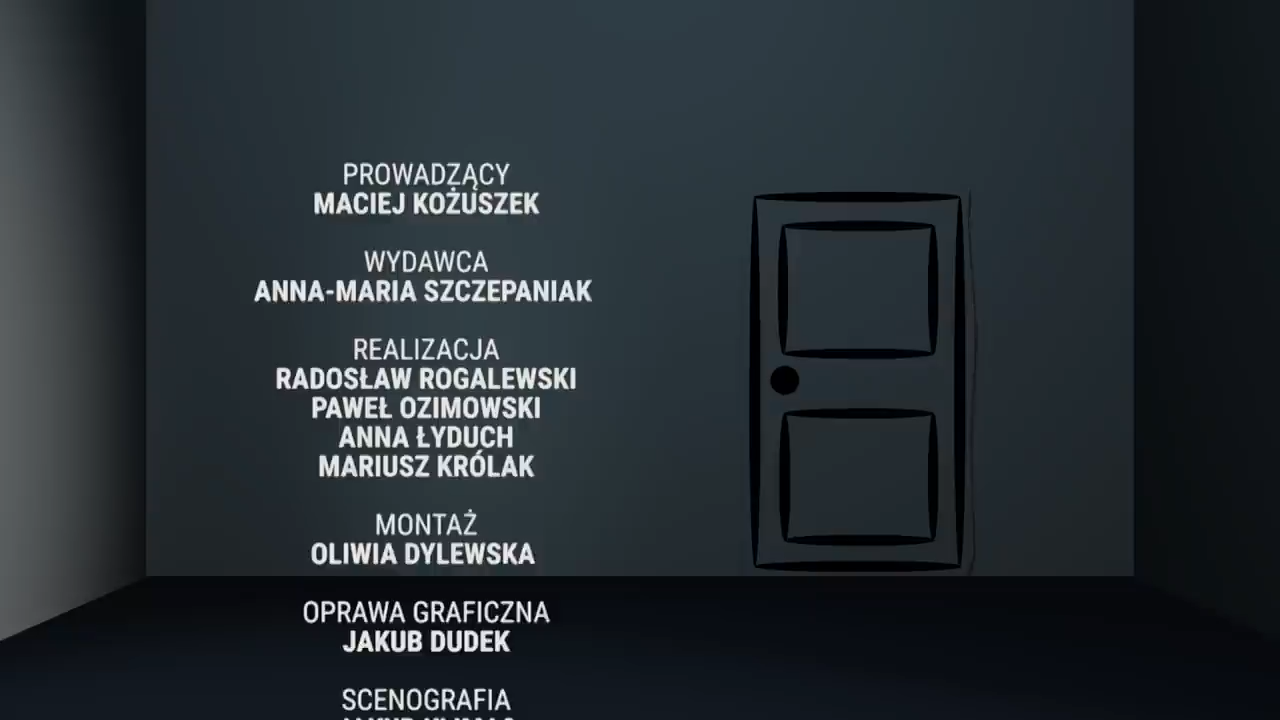 PROWADZĄCY
MACIEJ KOŻUSZEK
WYDAWCA
ANNA-MARIA SZCZEPANIAK
REALIZACJA
RADOSŁAW ROGALEWSKI
PAWEŁ OZIMOWSKI
ANNA ŁYDUCH
MARIUSZ KRÓLAK
MONTAŻ
OLIWIA DYLEWSKA
OPRAWA GRAFICZNA
JAKUB DUDEK
SCENOGRAFIA